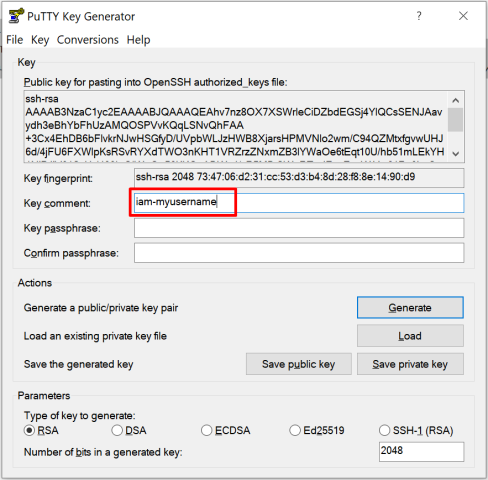 PuTTY Key Generator
File Key Conversions Help
Key
Public key for pasting into OpenSSH authorized_keys file:
ssh-rsa
AAAAB3NzaC1yc2EAAAABJQAAAQEAhv7nz8OX7XSWrleCiDZbdEGSj4YlQCsSENJAav
ydh3eBhYbFhUzAMQOSPVvKQqLSNvQhFAA
+3Cx4EhDB6bFlvkrNJwHSGfyD/UVpbWLJzHWB8XjarsHPMVNlo2wm/C94QZMtxfgvwUHJ
6d/4jFU6FXWlpKsRSvRYXdTWO3nKHT1VRZrzZNxmZB3lYWaOe6tEqt10U/hb51mLEkYH
Key fingerprint: ssh-rsa 2048 73:47:06:d2:31:cc:53:d3:b4:8d:28:f8:8e:14:90:d9
Key comment: iam-myusername
Key passphrase:
Confirm passphrase:
Actions
Generate a public/private key pair Generate
Load an existing private key file Load
Save the generated key Save public key Save private key
Parameters
Type of key to generate:
RSA DSA ECDSA Ed25519 SSH-1 (RSA)
Number of bits in a generated key: 2048